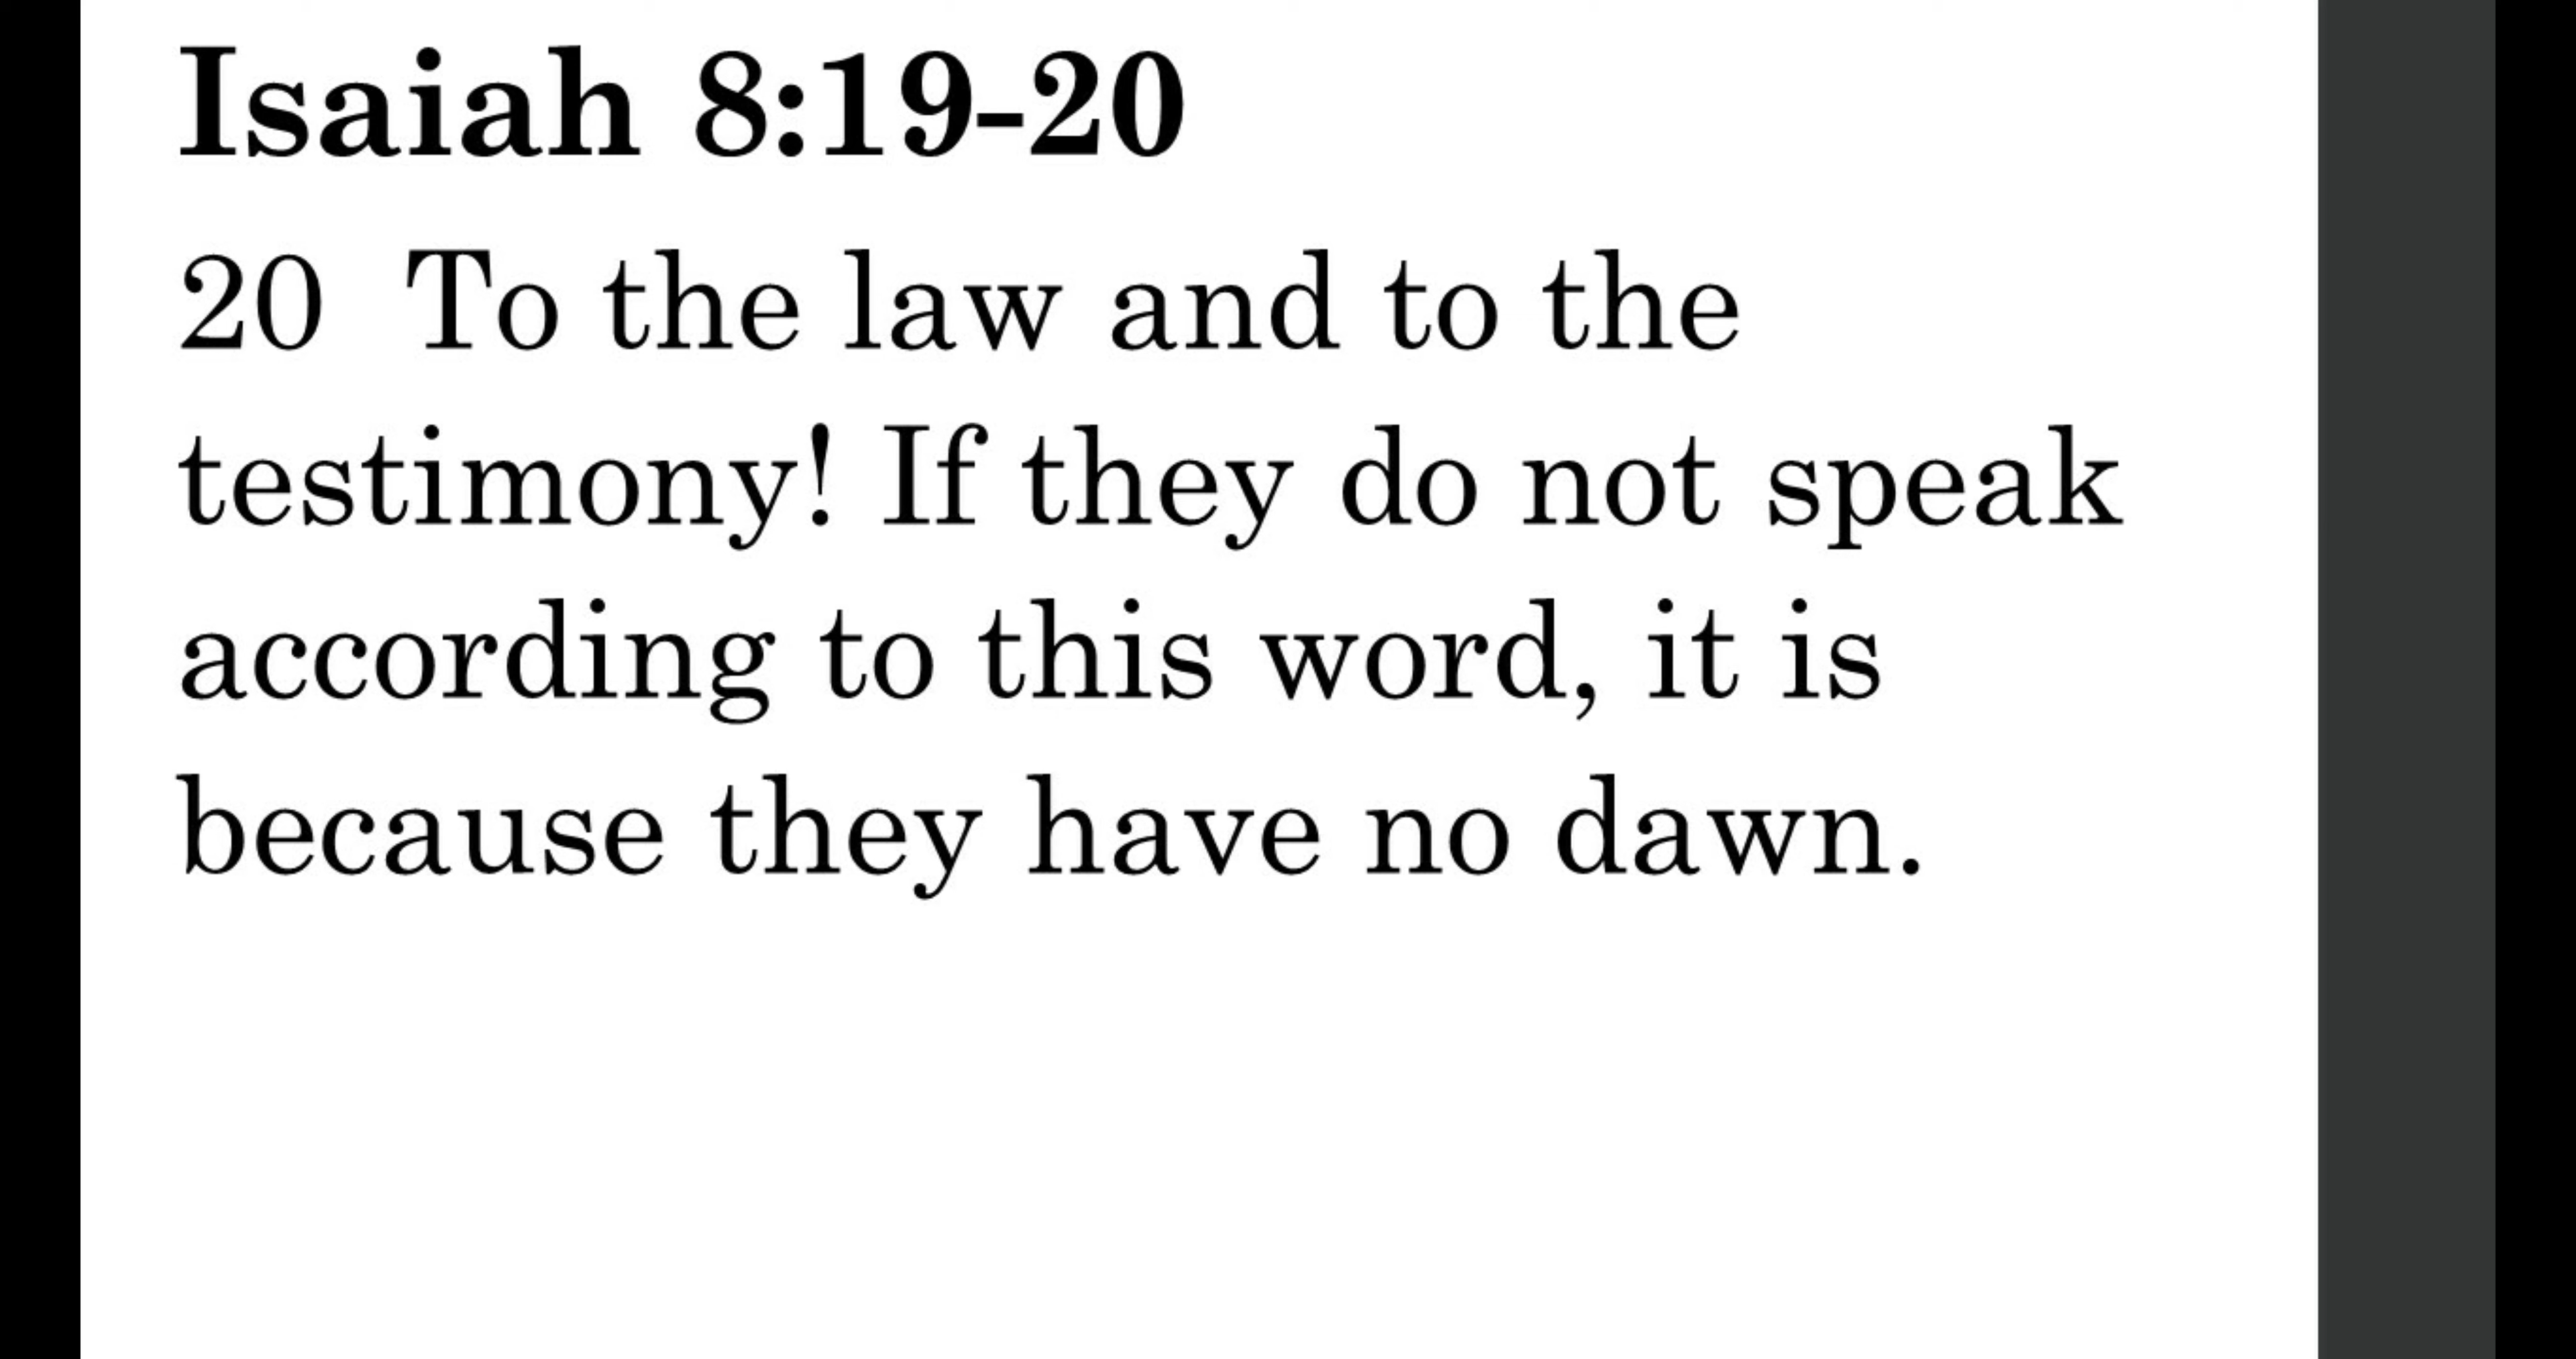 Isaiah 8:19-20
20 To the law and to the
testimony! If they do not speak
according to this word, it is
because they have no dawn.